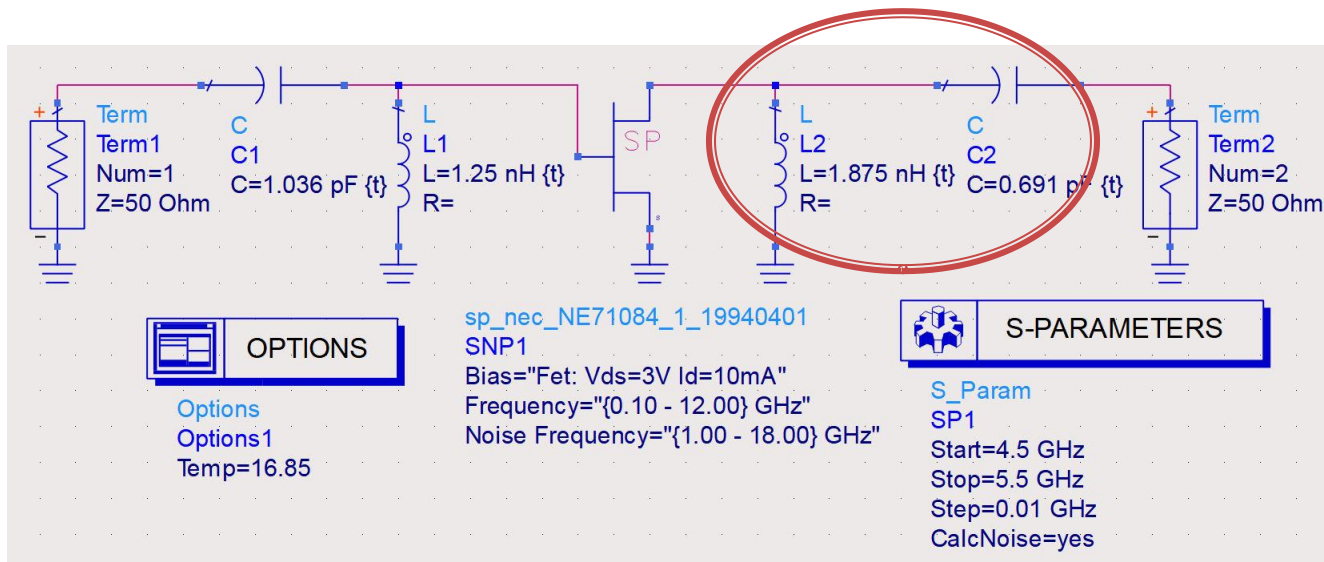 +
Term
Term1
Num=1
Z=50 Ohm
−
C
C1
C=1.036 pF {t}
L
L1
L=1.25 nH {t}
R=
SP
s
L
L2
L=1.875 nH {t}
R=
C
C2
C=0.691 pF {t}
+
Term
Term2
Num=2
Z=50 Ohm
−
OPTIONS
Options
Options1
Temp=16.85
sp_nec_NE71084_1_19940401
SNP1
Bias="Fet: Vds=3V Id=10mA"
Frequency="{0.10 - 12.00} GHz"
Noise Frequency="{1.00 - 18.00} GHz"
S-PARAMETERS
S_Param
SP1
Start=4.5 GHz
Stop=5.5 GHz
Step=0.01 GHz
CalcNoise=yes